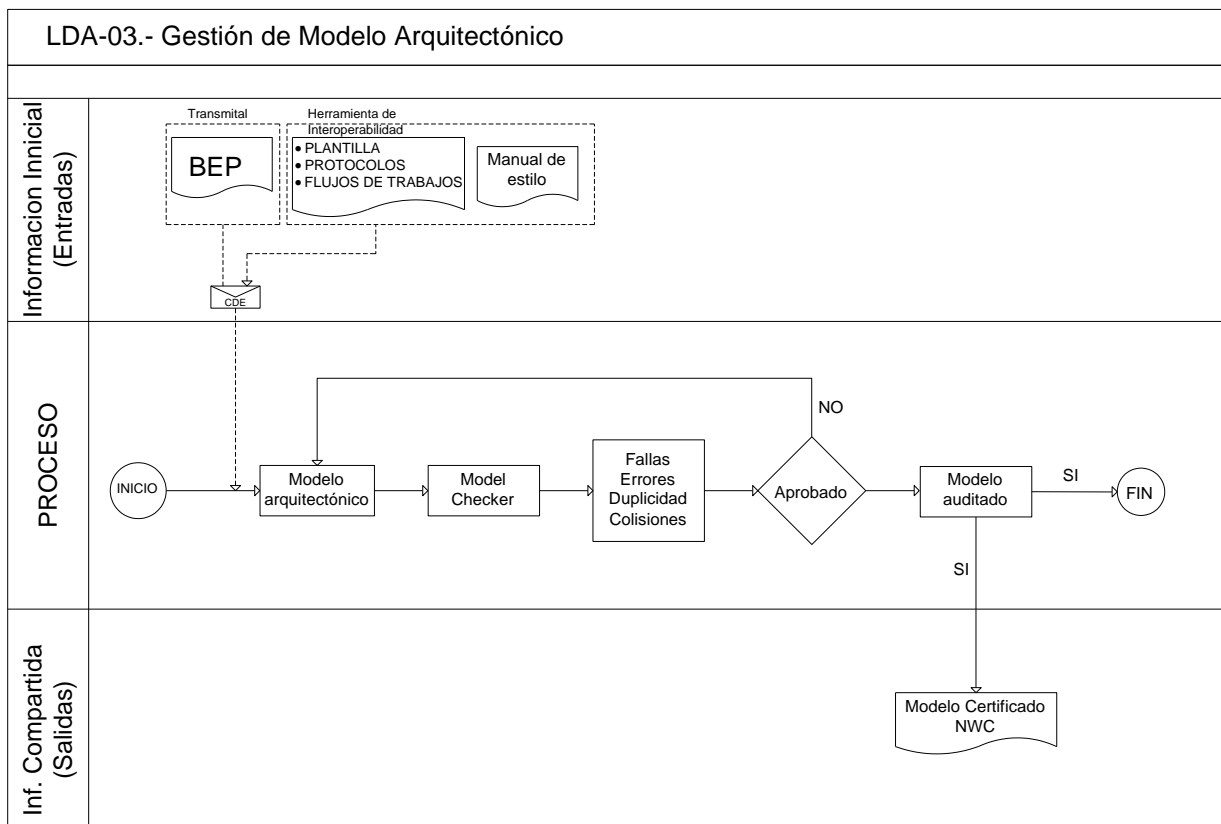 LDA-03.- Gestión de Modelo Arquitectónico
Informacion Innicial
(Entradas)
Transmital
BEP
Herramienta de
Interoperabilidad
• PLANTILLA
• PROTOCOLOS
• FLUJOS DE TRABAJOS
Manual de
estilo
CDE
PROCESO
INICIO
Modelo
arquitectónico
Model
Checker
Fallas
Errores
Duplicidad
Colisiones
Aprobado
NO
Modelo
auditado
SI
FIN
SI
Inf. Compartida
(Salidas)
Modelo Certificado
NWC